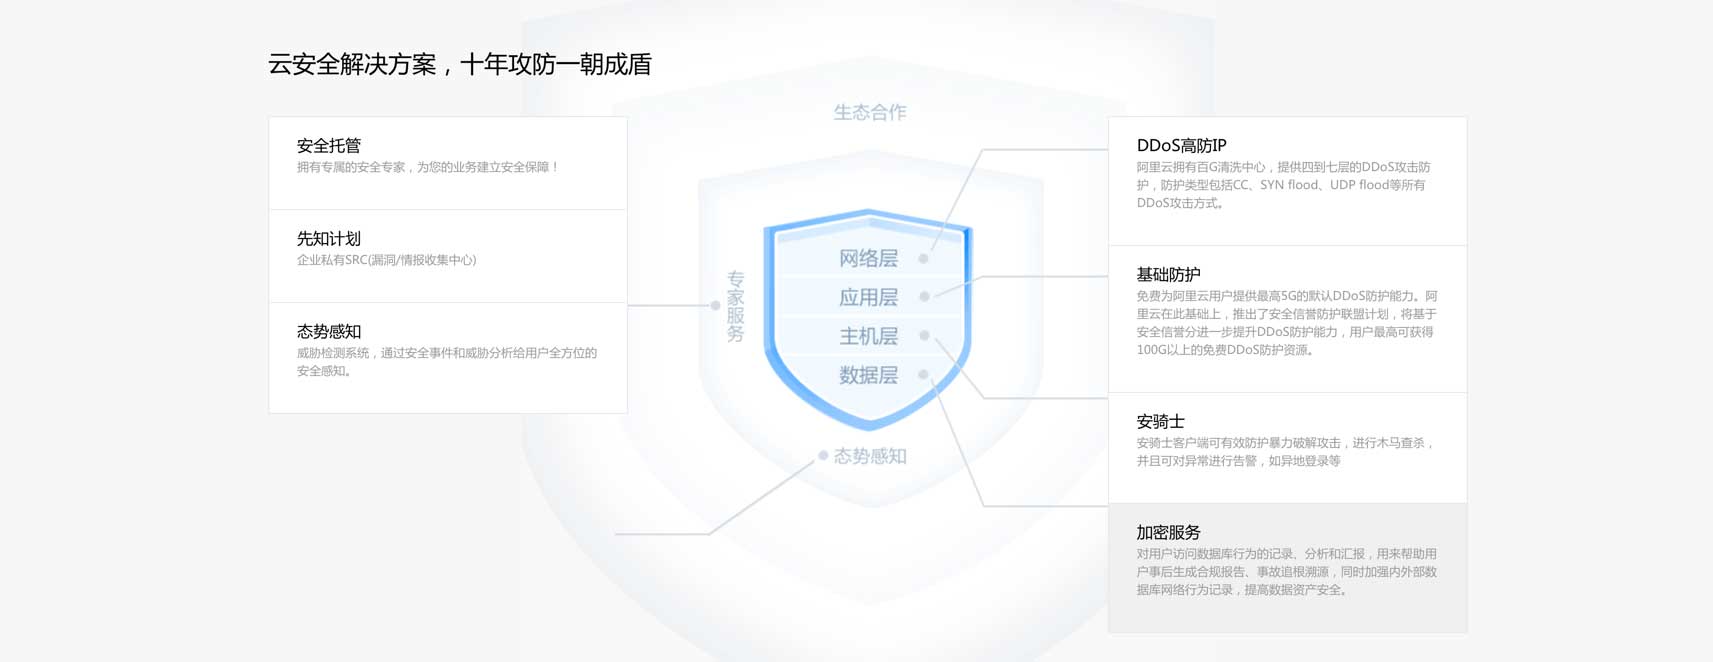 云安全解决方案，十年攻防一朝成盾
安全托管
拥有专属的安全专家，为您的业务建立安全保障！
先知计划
企业私有SRC(漏洞/情报收集中心)
态势感知
威胁检测系统，通过安全事件和威胁分析给用户全方位的
安全感知。
生态合作
专家服务
网络层
应用层
主机层
数据层
态势感知
DDoS高防IP
阿里云拥有百G清洗中心，提供四到七层的DDoS攻击防
护，防护类型包括CC、SYN flood、UDP flood等所有
DDoS攻击方式。
基础防护
免费为阿里云用户提供最高5G的默认DDoS防护能力。阿
里云在此基础上，推出了安全信誉防护联盟计划，将基于
安全信誉分进一步提升DDoS防护能力，用户最高可获得
100G以上的免费DDoS防护资源。
安骑士
安骑士客户端可有效防护暴力破解攻击，进行木马查杀，
并且可对异常进行告警，如异地登录等
加密服务
对用户访问数据库行为的记录、分析和汇报，用来帮助用
户事后生成合规报告、事故追根溯源，同时加强内外部数
据库网络行为记录，提高数据资产安全。